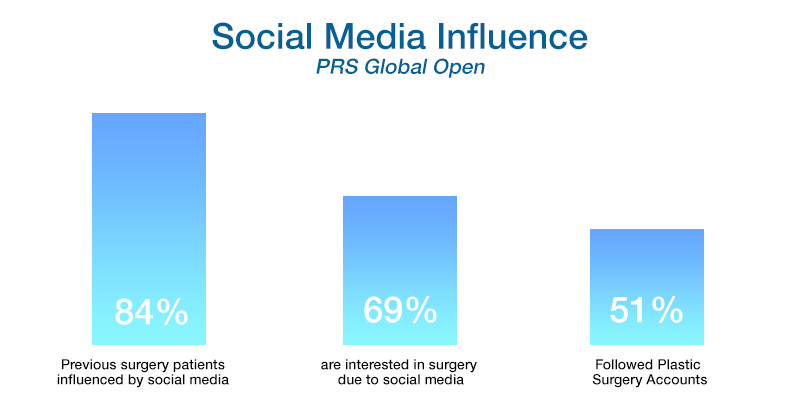 Social Media Influence
PRS Global Open
84%
69%
51%
Previous surgery patients
influenced by social media
are interested in surgery
due to social media
Followed Plastic
Surgery Accounts